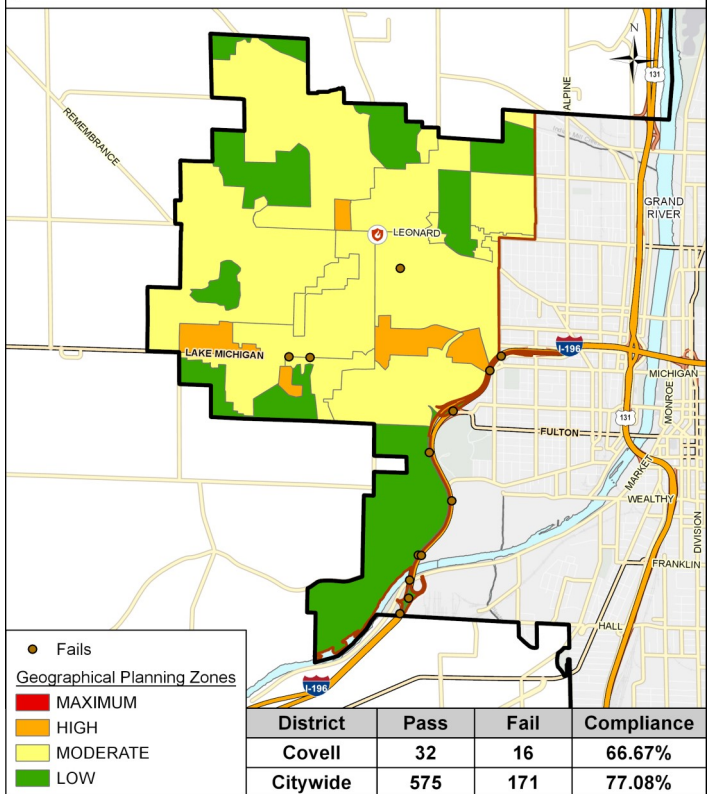 N
131
ALPINE
REMEMBRANCE
GRAND
RIVER
LEONARD
LAKE MICHIGAN
I-196
MICHIGAN
MONROE
131
FULTON
MARKET
WEALTHY
DIVISION
FRANKLIN
HALL
I-196
Fails
Geographical Planning Zones
MAXIMUM
HIGH
MODERATE
LOW
District Pass Fail Compliance
Covell 32 16 66.67%
Citywide 575 171 77.08%